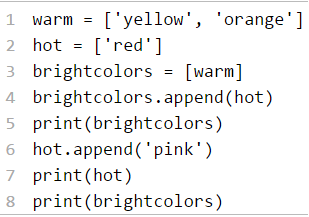 1 warm = ['yellow', 'orange']
2 hot = ['red']
3 brightcolors = [warm]
4 brightcolors.append(hot)
5 print(brightcolors)
6 hot.append('pink')
7 print(hot)
8 print(brightcolors)